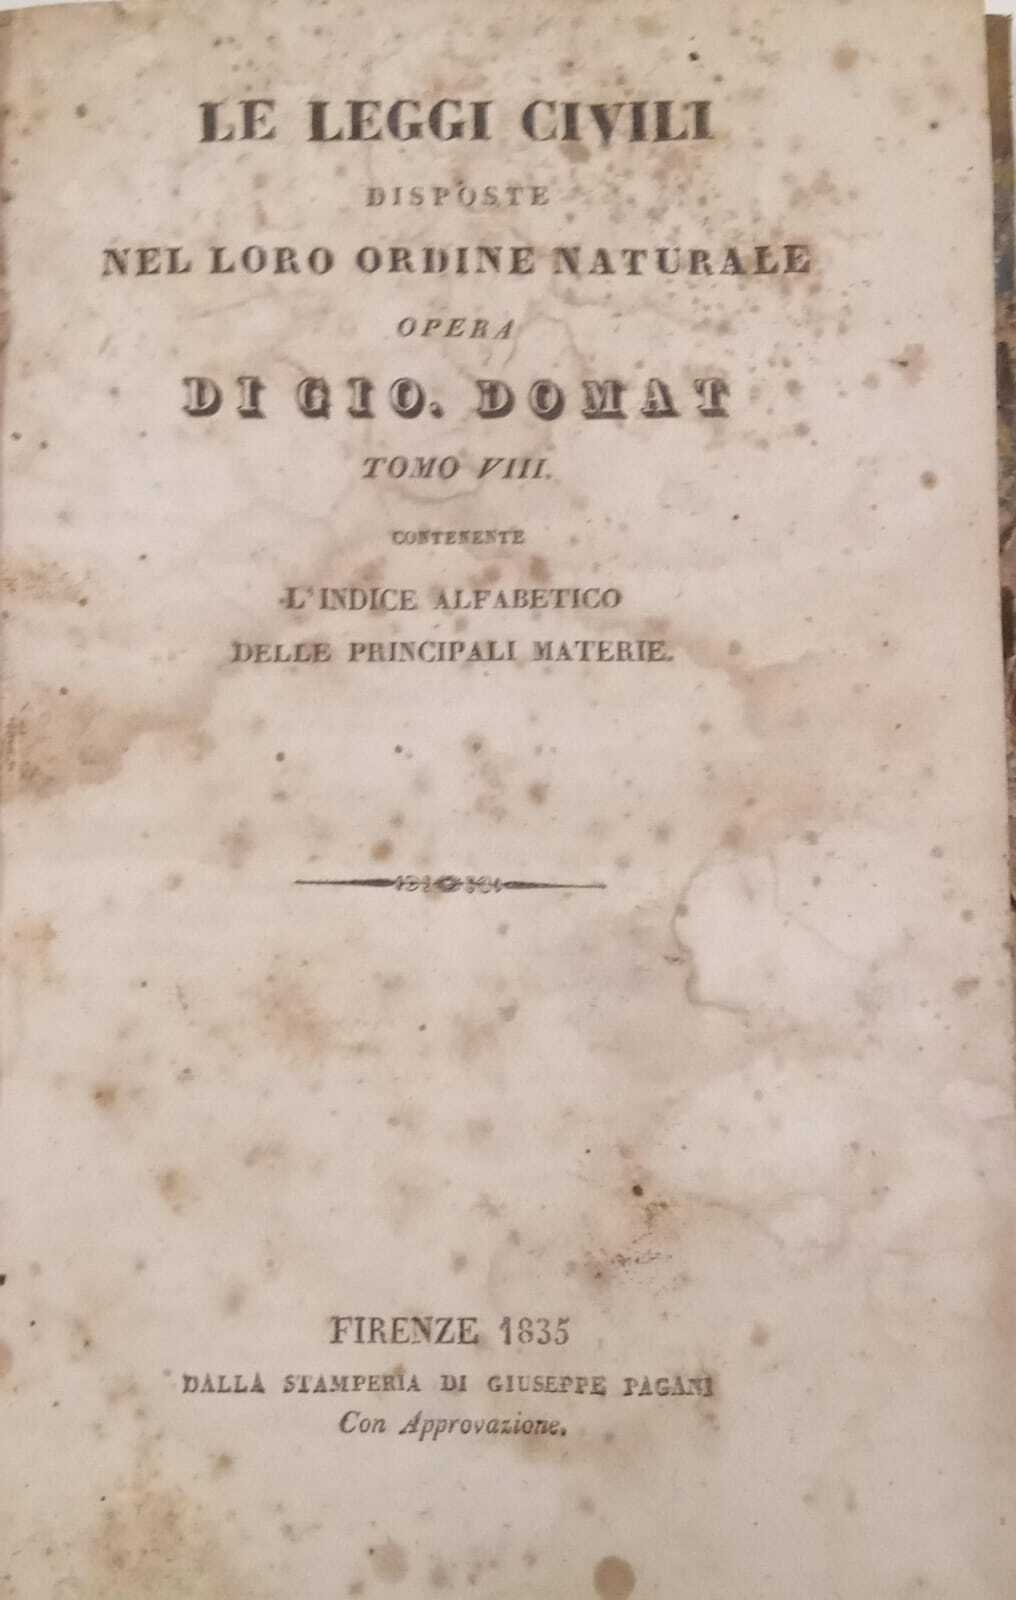 LE LEGGI CIVILI
DISPOSTE
NEL LORO ORDINE NATURALE
OPERA
DI GIO. DOMAT
TOMO VIII.
CONTENENTE
L'INDICE ALFABETICO
DELLE PRINCIPALI MATERIE.
FIRENZE 1835
DALLA STAMPERIA DI GIUSEPPE PAGANI
Con Approvazione.